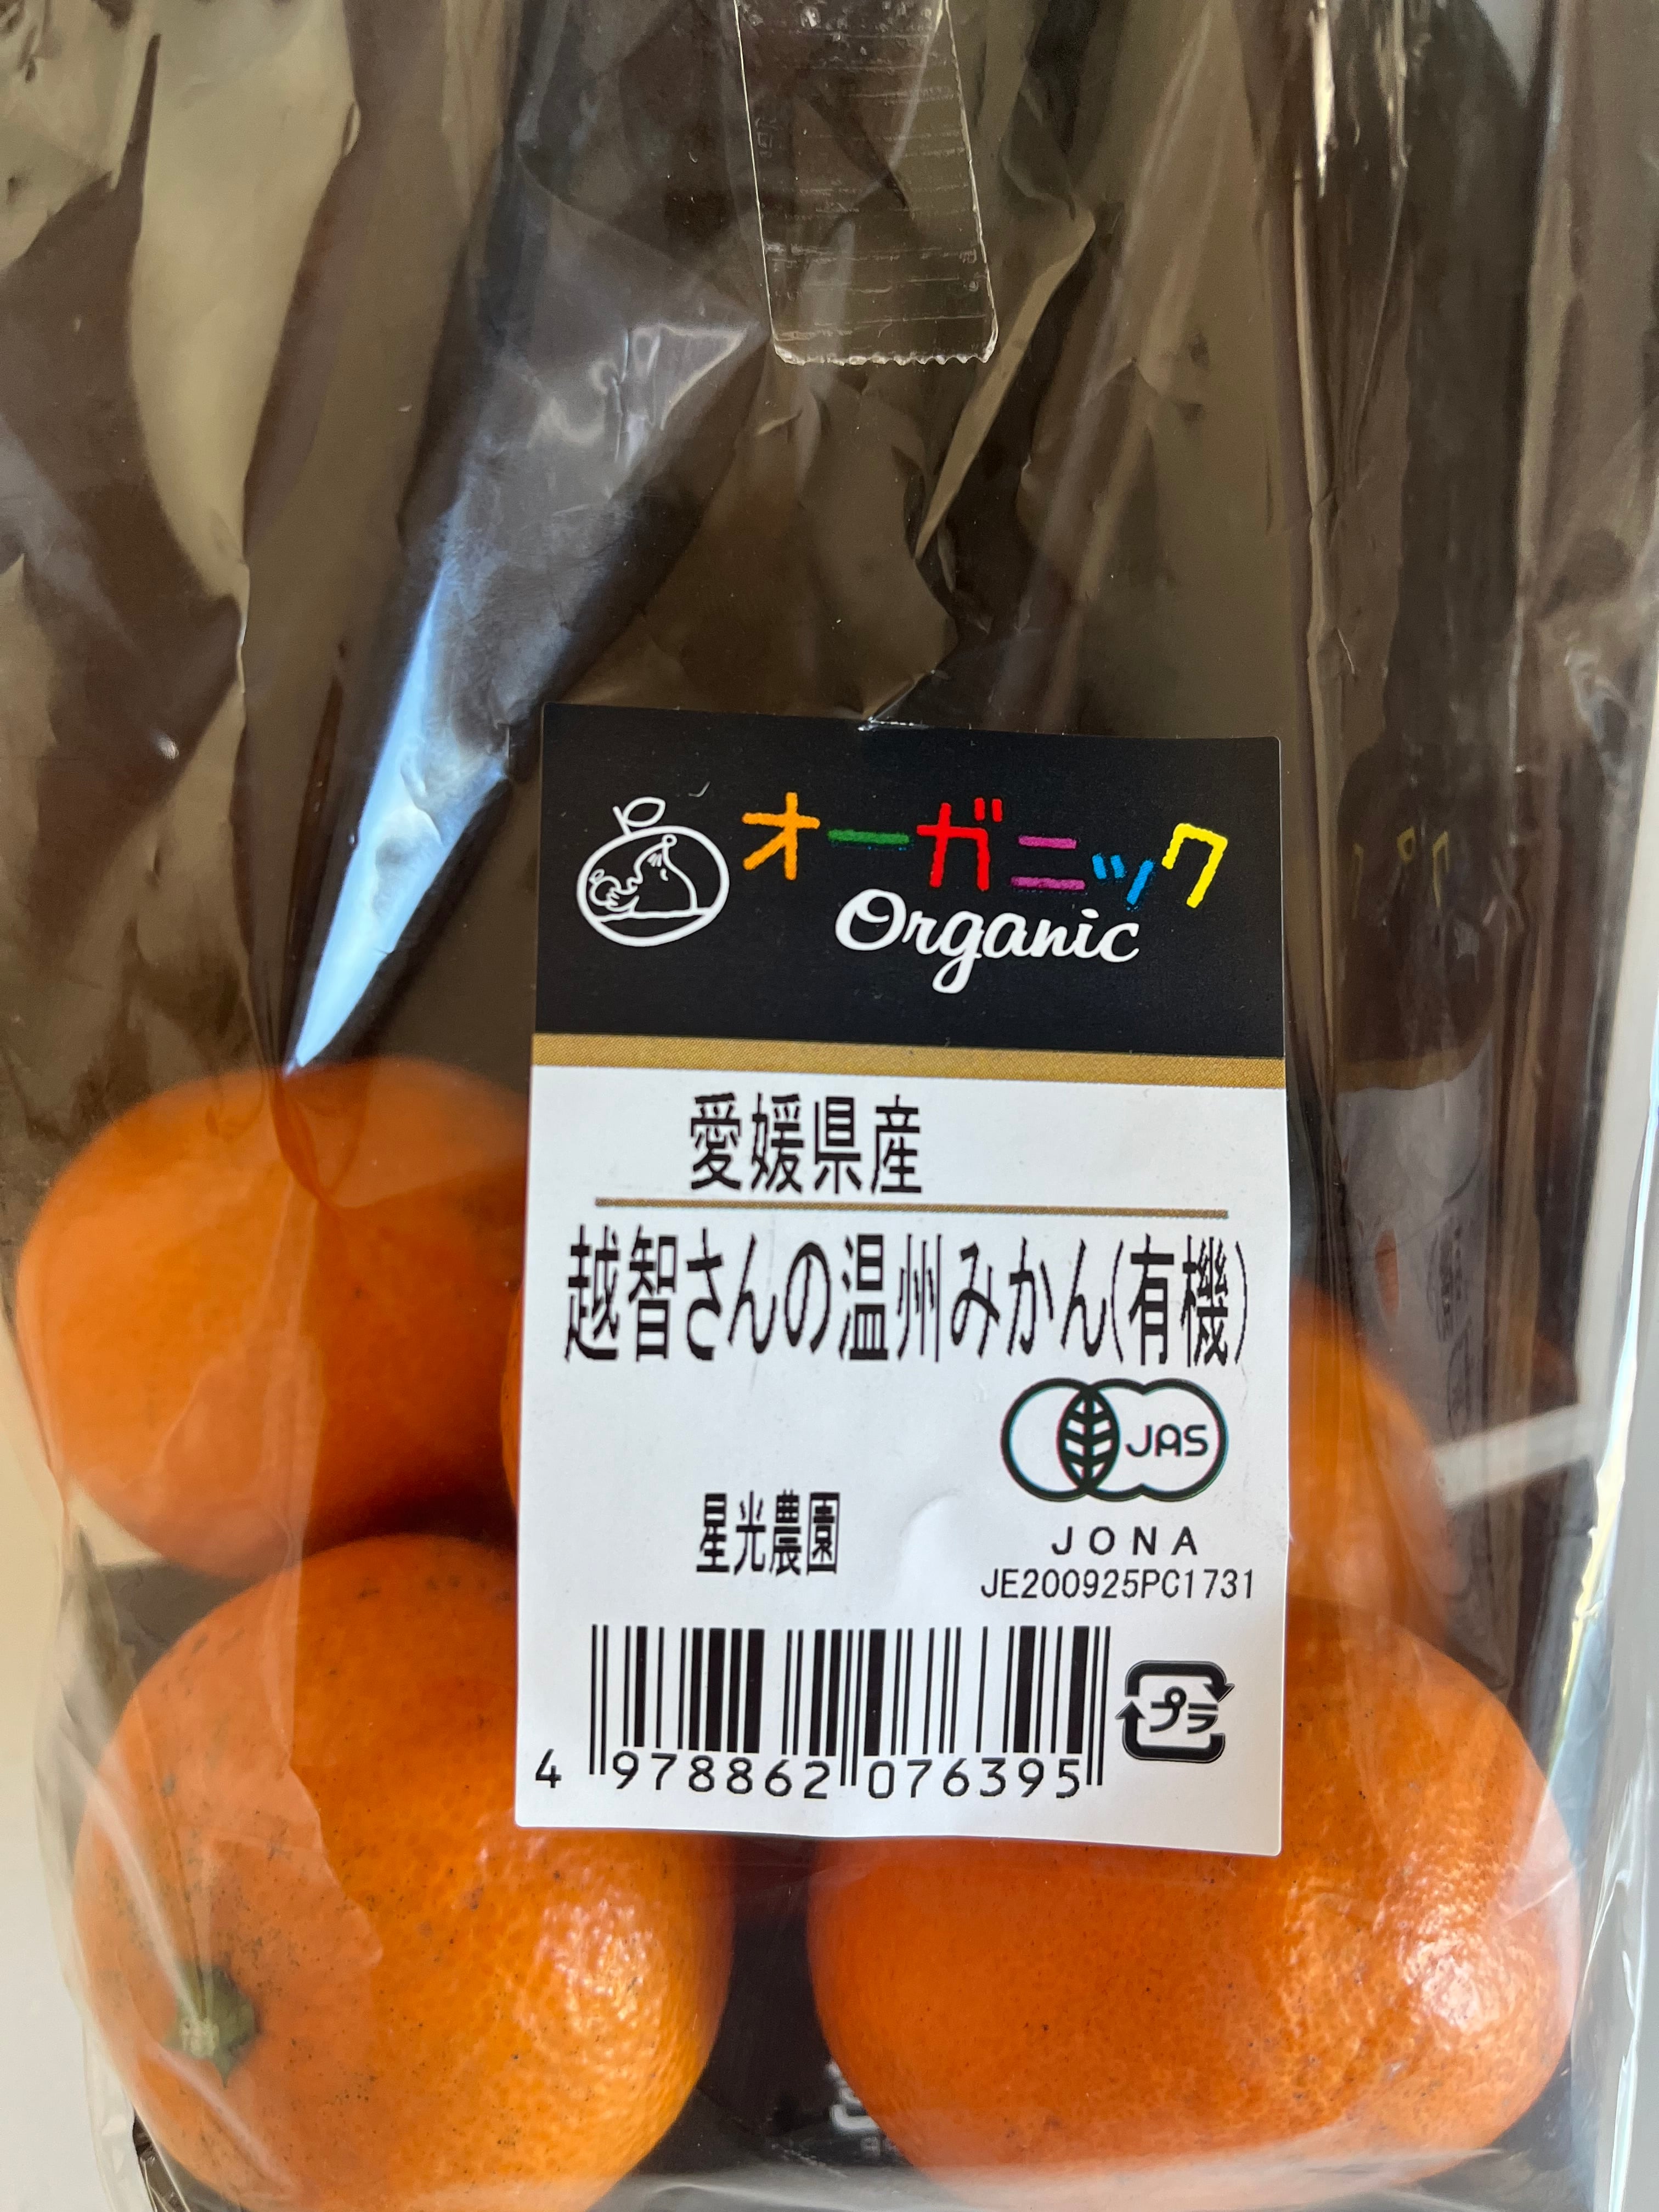 オーガニック
Organic
愛媛県産
越智さんの温州みかん(有機)
JAS
星光農園
JONA
JE200925PC1731
プラ
4 978862 076395